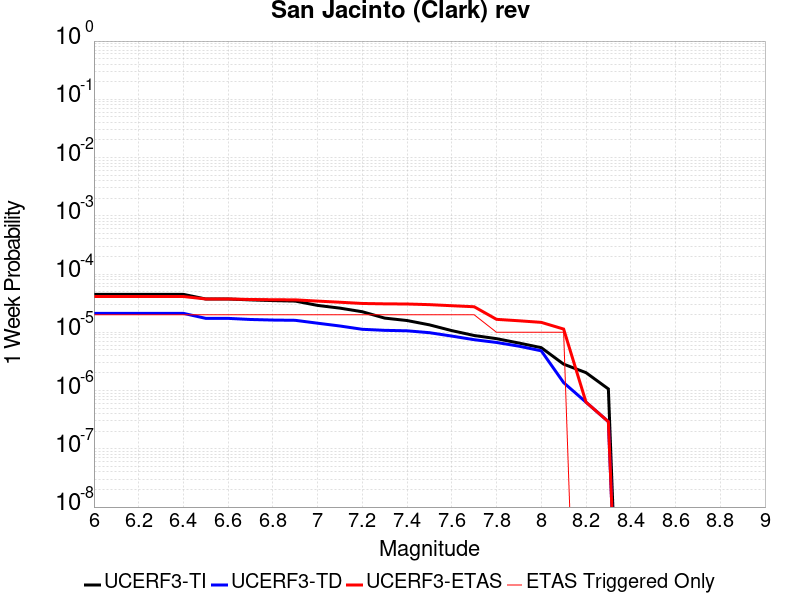 San Jacinto (Clark) rev
10^0
10^-1
10^-2
10^-3
10^-4
10^-5
10^-6
10^-7
10^-8
1 Week Probability
6 6.2 6.4 6.6 6.8 7 7.2 7.4 7.6 7.8 8 8.2 8.4 8.6 8.8 9
Magnitude
UCERF3-TI UCERF3-TD UCERF3-ETAS ETAS Triggered Only